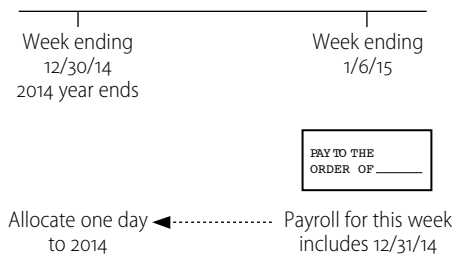 Week ending
12/30/14
2014 year ends
Week ending
1/6/15
PAY TO THE
ORDER OF______
Allocate one day
to 2014
Payroll for this week
includes 12/31/14